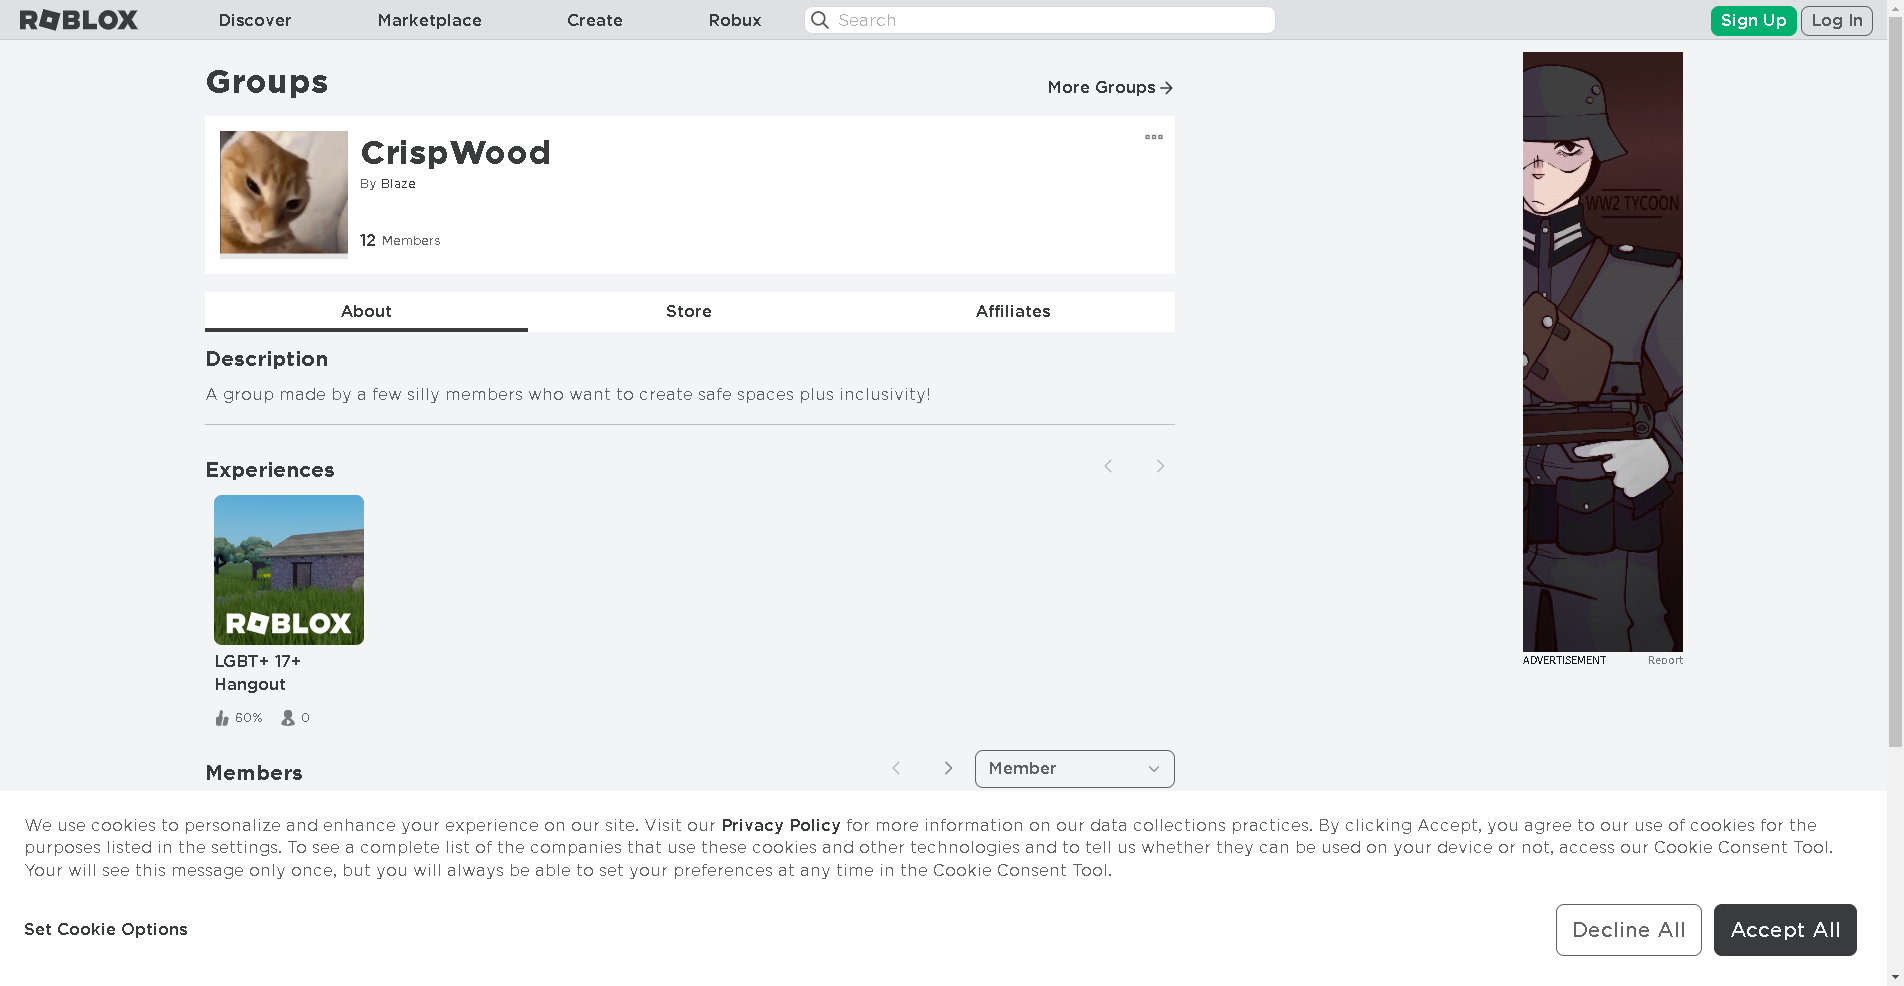 ROBLOX
Discover
Marketplace
Create
Robux
Search
Sign Up
Log In
Groups
More Groups
CrispWood
By Blaze
12 Members
About
Store
Affiliates
Description
A group made by a few silly members who want to create safe spaces plus inclusivity!
Experiences
ROBLOX
LGBT+ 17+
Hangout
60%
0
WW2 TYCOON
ADVERTISEMENT
Report
Members
Member
We use cookies to personalize and enhance your experience on our site. Visit our Privacy Policy for more information on our data collections practices. By clicking Accept, you agree to our use of cookies for the
purposes listed in the settings. To see a complete list of the companies that use these cookies and other technologies and to tell us whether they can be used on your device or not, access our Cookie Consent Tool.
Your will see this message only once, but you will always be able to set your preferences at any time in the Cookie Consent Tool.
Set Cookie Options
Decline All
Accept All